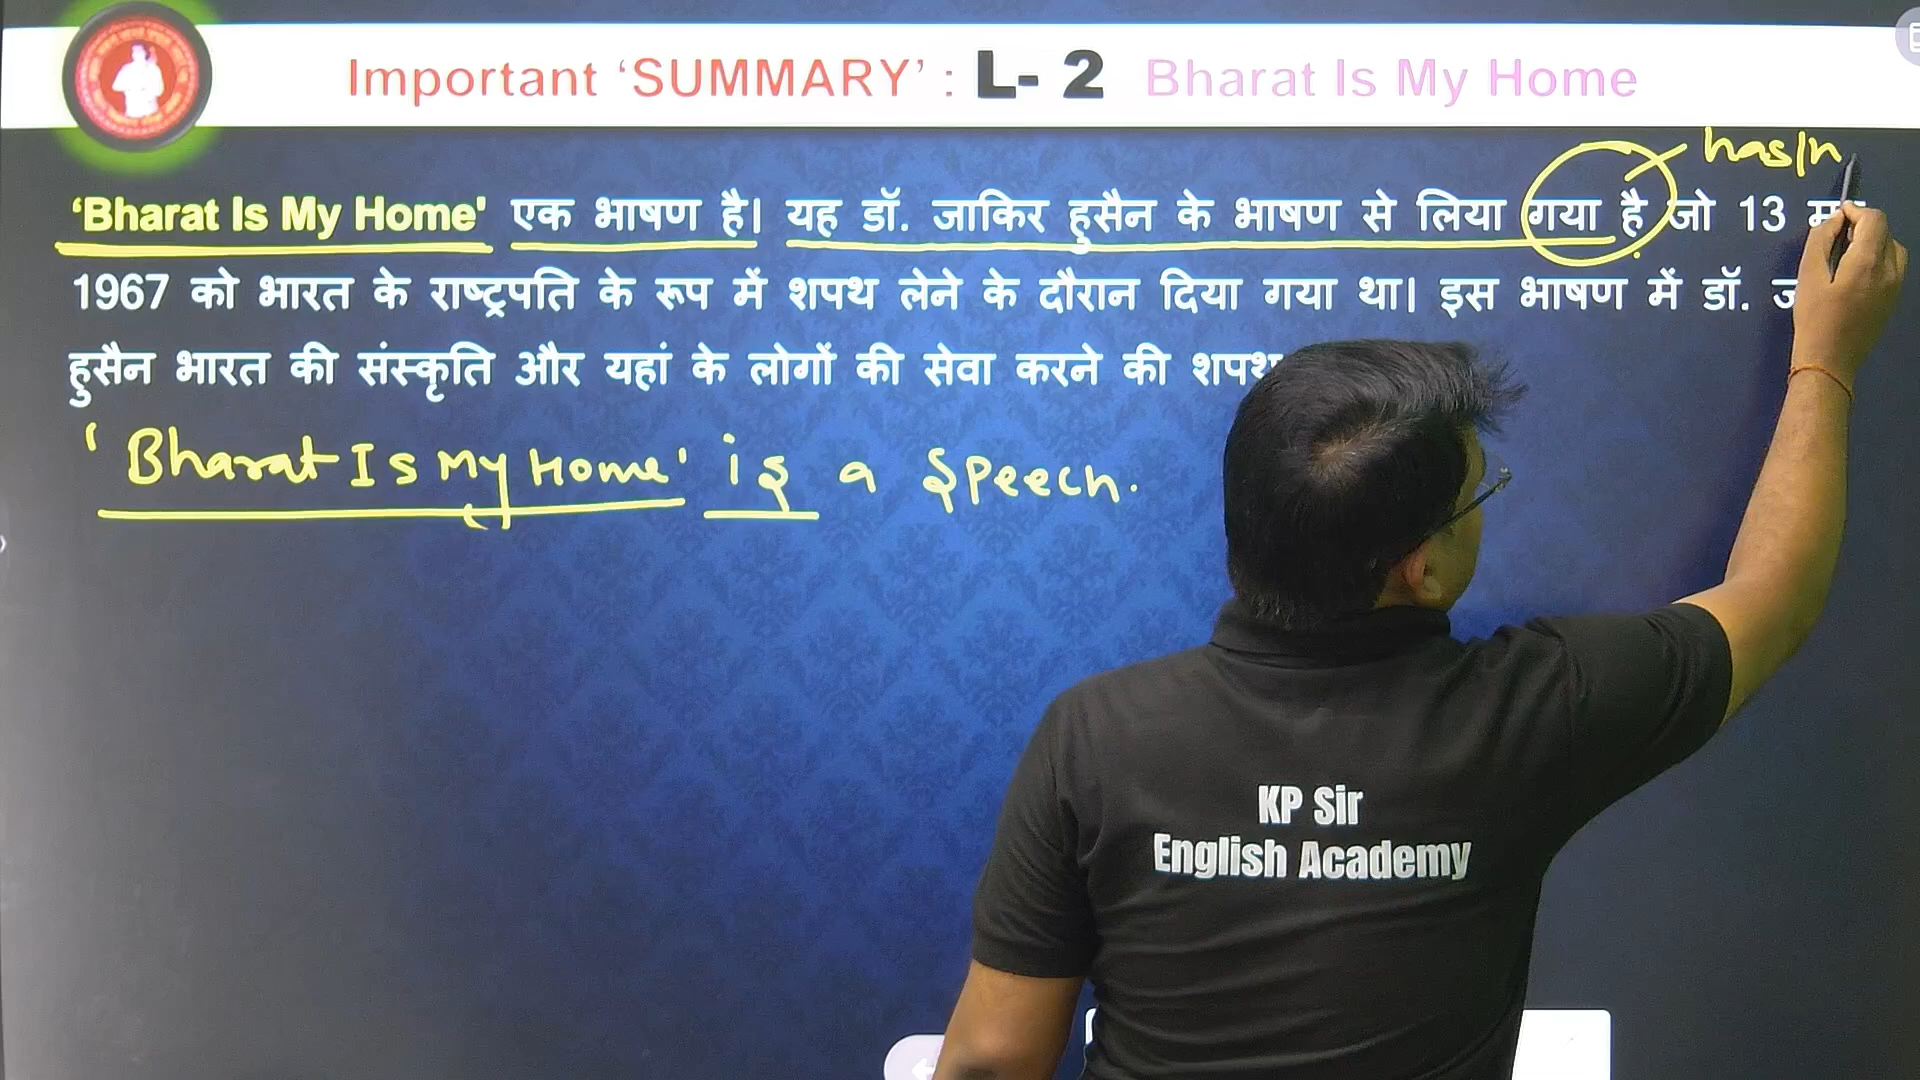 Important ‘SUMMARY’ : L- 2 Bharat Is My Home
has/h
‘Bharat Is My Home' एक भाषण है। यह डॉ. जाकिर हुसैन के भाषण से लिया गया है जो 13
1967 को भारत के राष्ट्रपति के रूप में शपथ लेने के दौरान दिया गया था। इस भाषण में डॉ.
हुसैन भारत की संस्कृति और यहां के लोगों की सेवा करने की शपथ
‘Bharat Is My Home' is a speech.
KP Sir
English Academy